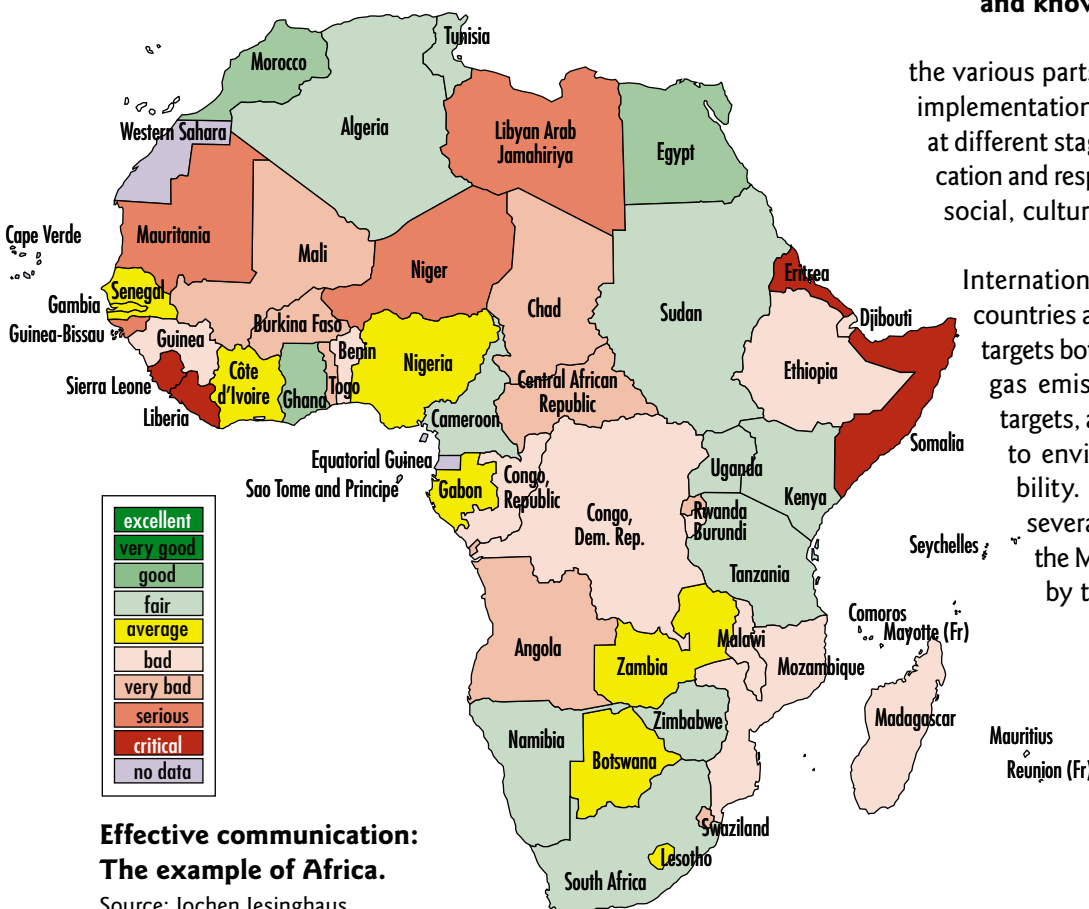 and know
the various parts
implementation
at different stag
cation and resp
social, cultur
Internation
countries a
targets bot
gas emis
targets, a
to envi
bility.
severa
the M
by t
Tunisia
Morocco
Algeria
Western Sahara
Libyan Arab
Jamahiriya
Egypt
Cape Verde
Mauritania
Mali
Niger
Chad
Sudan
Eritrea
Senegal
Gambia
Guinea-Bissau
Guinea
Burkina Faso
Benin
Nigeria
Djibouti
Ethiopia
Sierra Leone
Liberia
Côte
d'Ivoire
Ghana
Togo
Central African
Republic
Cameroon
Somalia
Equatorial Guinea
Sao Tome and Principe
Gabon
Congo,
Republic
Uganda
Kenya
Congo,
Dem. Rep.
Rwanda
Burundi
Seychelles
Tanzania
Comoros
Mayotte (Fr)
Angola
Zambia
Malawi
Mozambique
Madagascar
Namibia
Zimbabwe
Botswana
Mauritius
Reunion (Fr)
Swaziland
Lesotho
South Africa
excellent
very good
good
fair
average
bad
very bad
serious
critical
no data
Effective communication:
The example of Africa.
Source: Jochen Jesinghaus